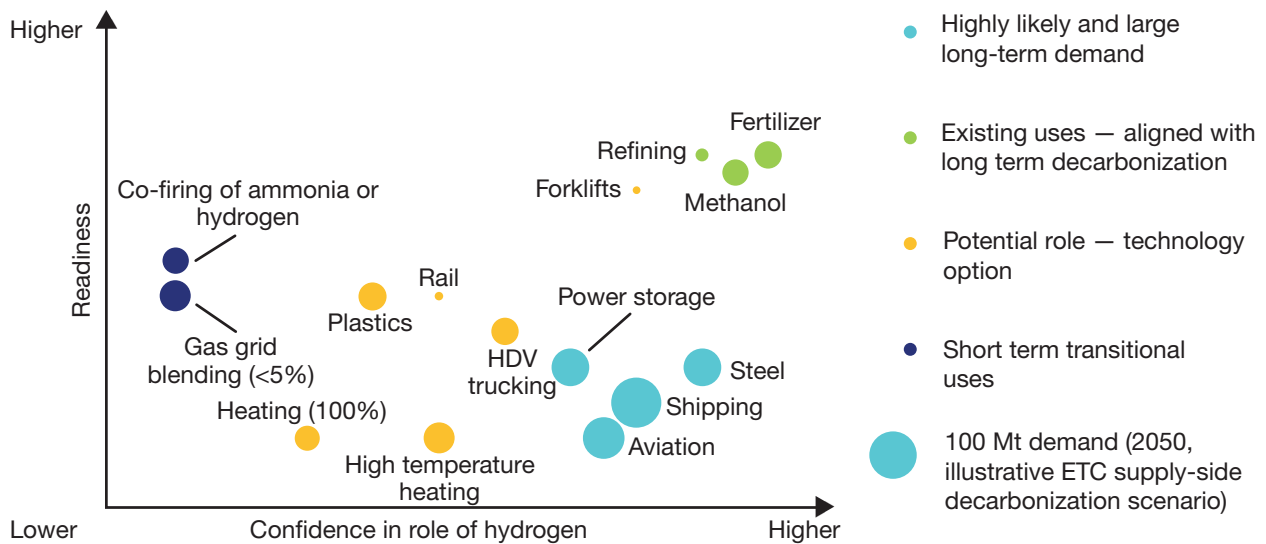 Higher
Readiness
Lower
Confidence in role of hydrogen
Higher
Co-firing of ammonia or
hydrogen
Gas grid
blending (<5%)
Heating (100%)
Plastics
Rail
High temperature
heating
HDV
trucking
Power storage
Steel
Shipping
Aviation
Forklifts
Refining
Methanol
Fertilizer
Highly likely and large
long-term demand
Existing uses — aligned with
long term decarbonization
Potential role — technology
option
Short term transitional
uses
100 Mt demand (2050,
illustrative ETC supply-side
decarbonization scenario)